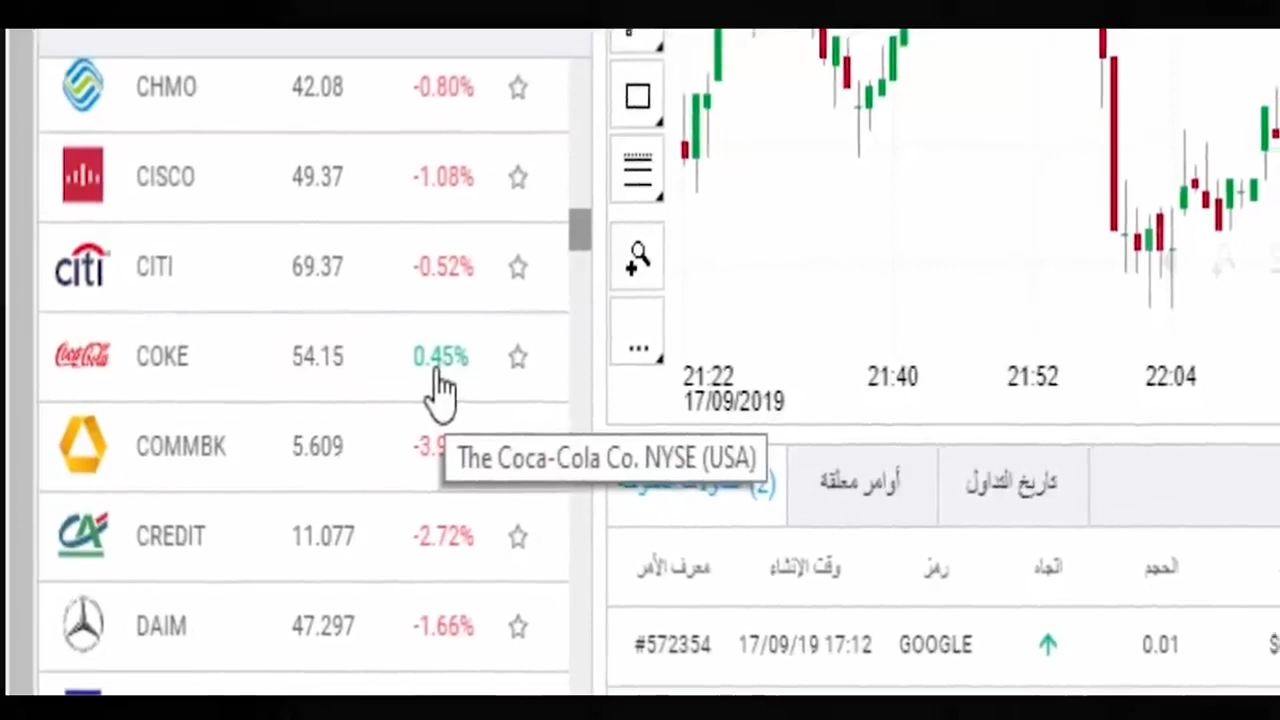 CHMO 42.08 -0.80%
CISCO 49.37 -1.08%
citi CITI 69.37 -0.52%
Coca-Cola COKE 54.15 0.45%
COMMBK 5.609
The Coca-Cola Co. NYSE (USA)
CREDIT 11.077 -2.72%
DAIM 47.297 -1.66%
21:22 21:40 21:52 22:04
17/09/2019
(2) أوامر معلقة تاريخ التداول
معرف الأمر وقت الإنشاء رمز اتجاه الحجم
#572354 17/09/19 17:12 GOOGLE 0.01